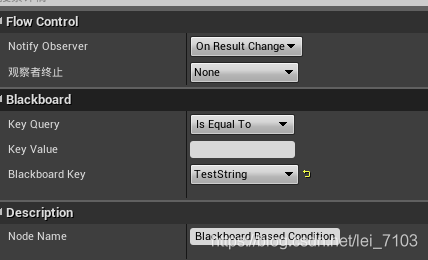 Flow Control
Notify Observer On Result Change
观察者终止 None
Blackboard
Key Query Is Equal To
Key Value
Blackboard Key TestString
Description
Node Name Blackboard Based Condition
https://blog.csdn.net/lei_7103